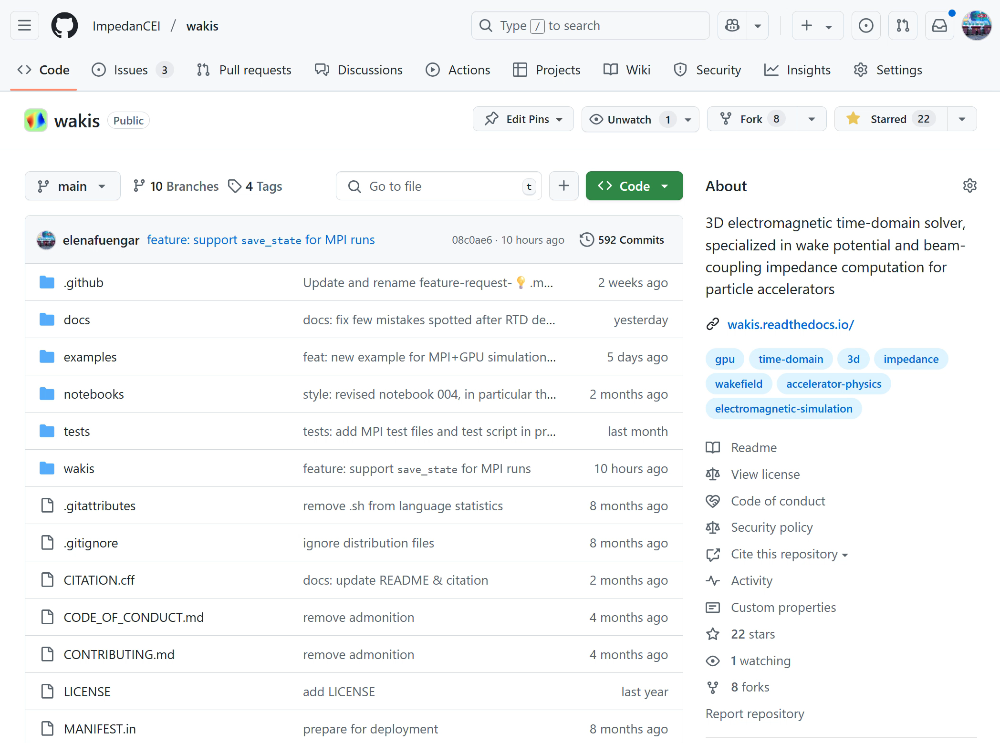 ImpedanCEI / wakis
Type / to search
Code
Issues 3
Pull requests
Discussions
Actions
Projects
Wiki
Security
Insights
Settings
wakis Public
Edit Pins
Unwatch 1
Fork 8
Starred 22
main
10 Branches
4 Tags
Go to file t
Code
elenafuengar feature: support save_state for MPI runs 08c0ae6 · 10 hours ago 592 Commits
.github Update and rename feature-request- 💡 .m... 2 weeks ago
docs docs: fix few mistakes spotted after RTD de... yesterday
examples feat: new example for MPI+GPU simulation... 5 days ago
notebooks style: revised notebook 004, in particular th... 2 months ago
tests tests: add MPI test files and test script in pr... last month
wakis feature: support save_state for MPI runs 10 hours ago
.gitattributes remove .sh from language statistics 8 months ago
.gitignore ignore distribution files 8 months ago
CITATION.cff docs: update README & citation 2 months ago
CODE_OF_CONDUCT.md remove admonition 4 months ago
CONTRIBUTING.md remove admonition 4 months ago
LICENSE add LICENSE last year
MANIFEST.in prepare for deployment 8 months ago
About
3D electromagnetic time-domain solver,
specialized in wake potential and beam-
coupling impedance computation for
particle accelerators
wakis.readthedocs.io/
gpu time-domain 3d impedance
wakefield accelerator-physics
electromagnetic-simulation
Readme
View license
Code of conduct
Security policy
Cite this repository
Activity
Custom properties
22 stars
1 watching
8 forks
Report repository